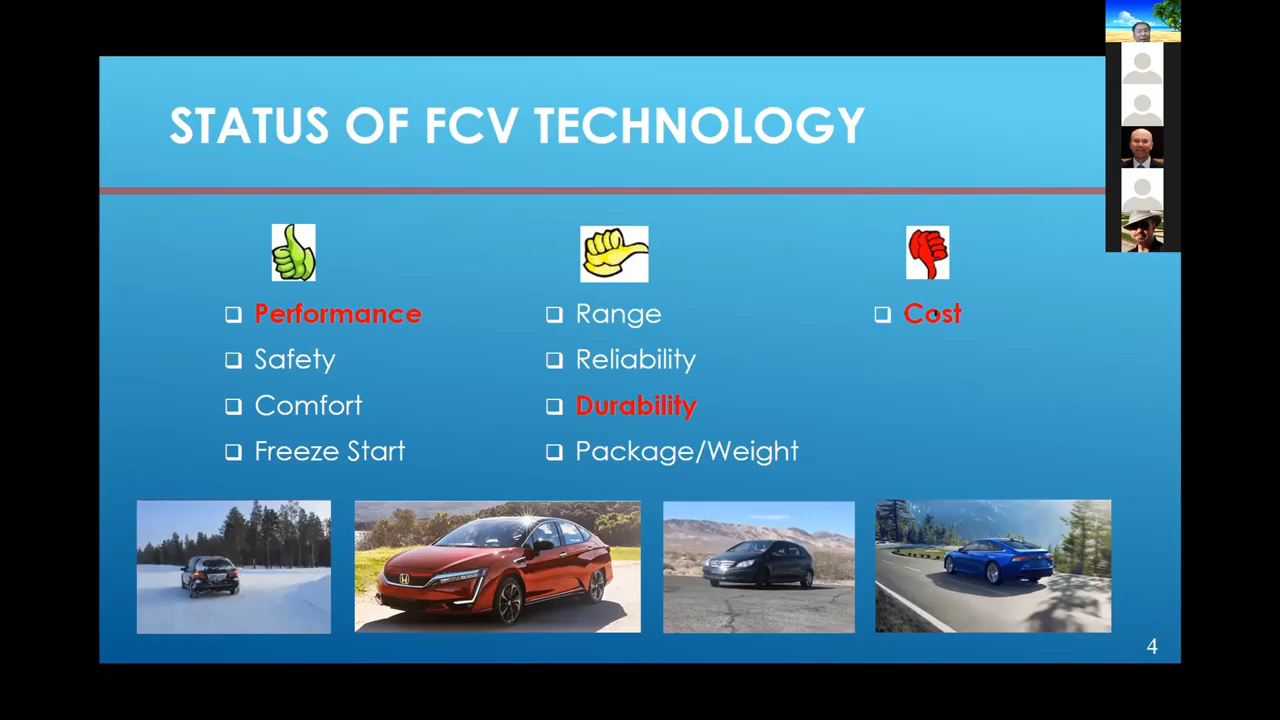 STATUS OF FCV TECHNOLOGY
Performance
Safety
Comfort
Freeze Start
Range
Reliability
Durability
Package/Weight
Cost
4